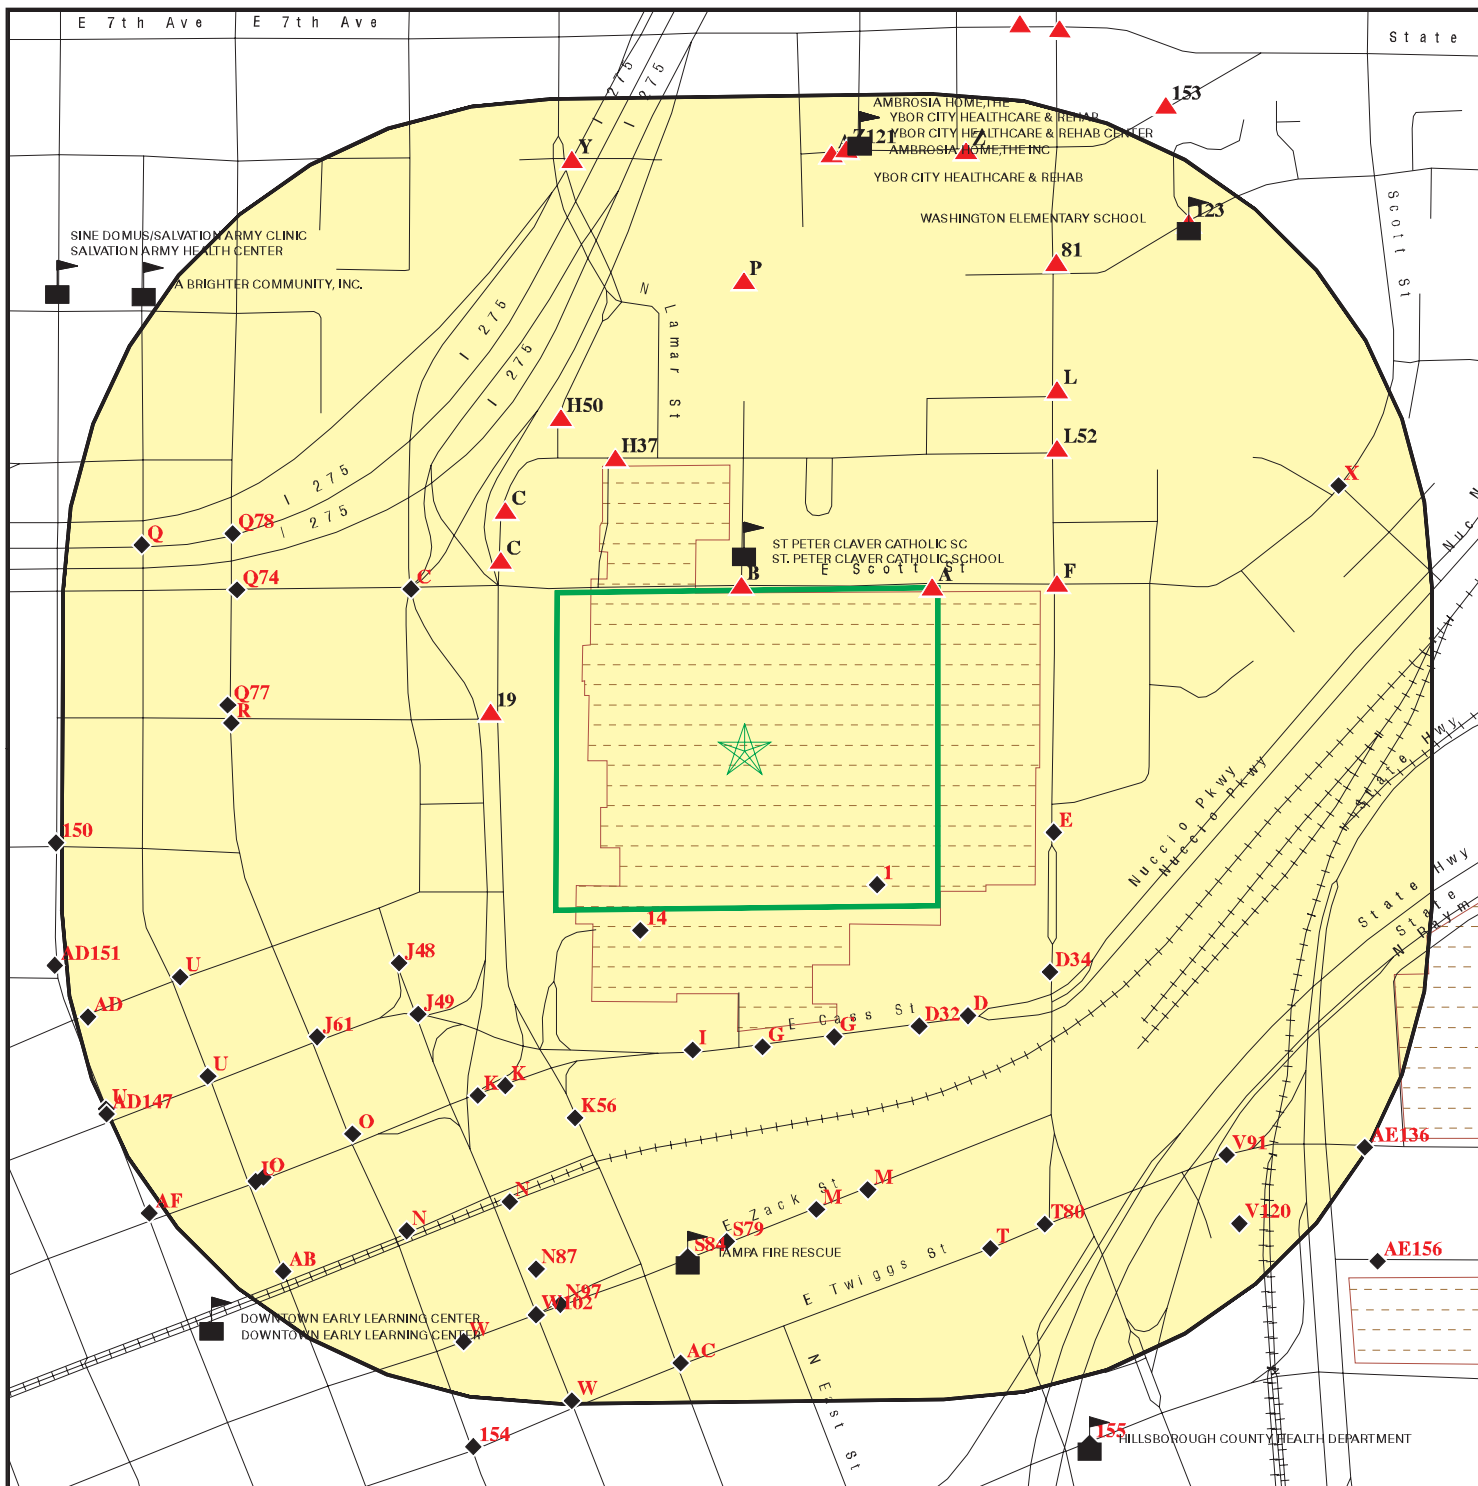 E 7th Ave
E 7th Ave
I 275
I 275
State
AMBROSIA HOME,THE
YBOR CITY HEALTHCARE & REHAB
YBOR CITY HEALTHCARE & REHAB CENTER
AMBROSIA HOME,THE INC
YBOR CITY HEALTHCARE & REHAB
153
Y
Z121
Z
123
WASHINGTON ELEMENTARY SCHOOL
Scott St
SINE DOMUS/SALVATION ARMY CLINIC
SALVATION ARMY HEALTH CENTER
A BRIGHTER COMMUNITY, INC.
81
P
N Lamar St
I 275
I 275
L
H50
L52
H37
I 275
I 275
X
C
C
Q
Q78
ST PETER CLAVER CATHOLIC SC
ST. PETER CLAVER CATHOLIC SCHOOL
E Scott St
Nuccio
N
Q74
C
B
A
F
Q77
R
19
State Hwy
Nuccio Pkwy
Nuccio Pkwy
150
E
1
State Hwy
State
N Raym
14
AD151
U
J48
D34
AD
J49
J61
I
G
E Cass St
G
D32
D
U
K
K
U
AD147
K56
O
O
V91
AE136
AF
N
N
M
M
E Zack St
S79
S84
TAMPA FIRE RESCUE
T80
T
V120
AE156
AB
N87
E Twiggs St
N97
W102
DOWNTOWN EARLY LEARNING CENTER
DOWNTOWN EARLY LEARNING CENTER
W
AC
N East St
W
154
155
HILLSBOROUGH COUNTY HEALTH DEPARTMENT